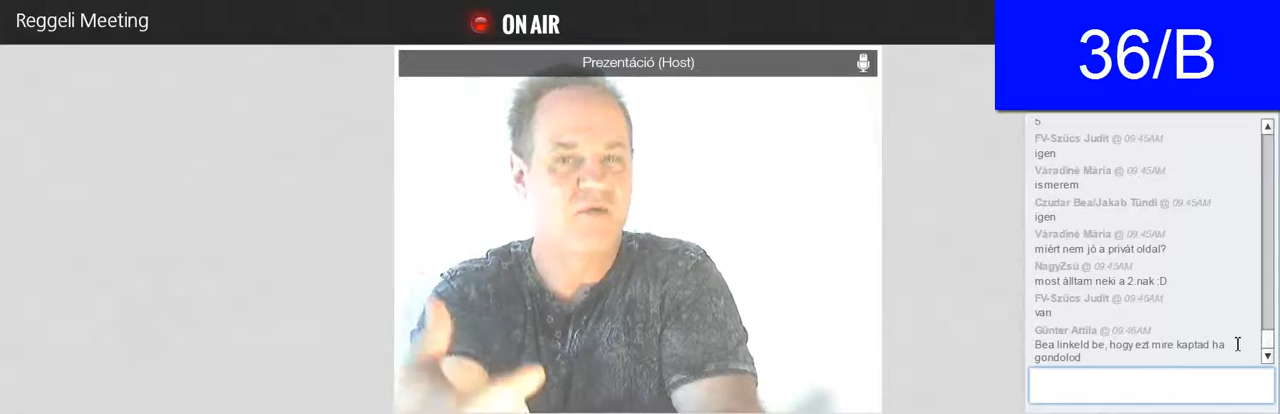 Reggeli Meeting
ON AIR
36/B
Prezentáció (Host)
5
FV-Szücs Judit @ 09:45AM
igen
Váradiné Mária @ 09:45AM
ismerem
Czudar Bea/Jakab Tündi @ 09:45AM
igen
Váradiné Mária @ 09:45AM
miért nem jó a privát oldal?
NagyZsú @ 09:45AM
most álltam neki a 2.nak :D
FV-Szücs Judit @ 09:46AM
van
Günter Attila @ 09:46AM
Bea linkeld be, hogy ezt mire kaptad ha
gondolod